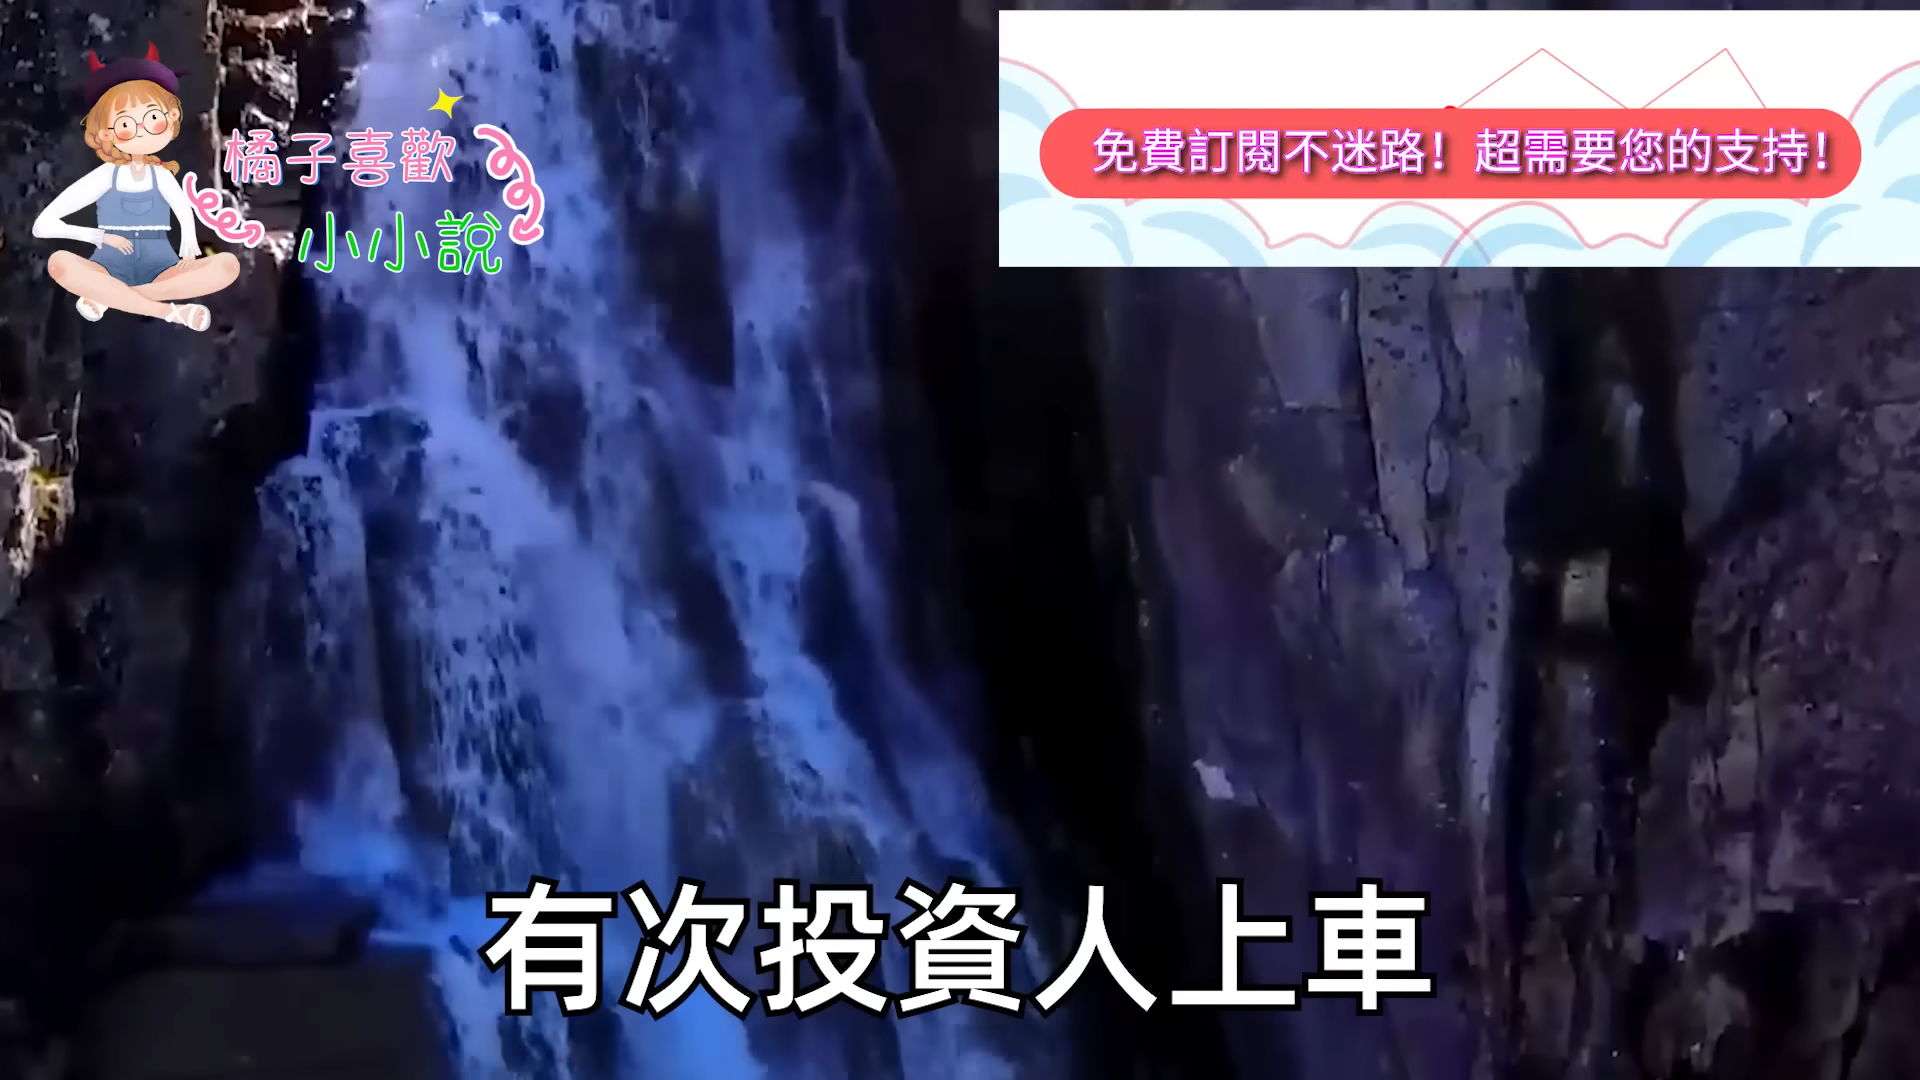 橘子喜歡
小小說
免費訂閱不迷路！超需要您的支持！
有次投資人上車